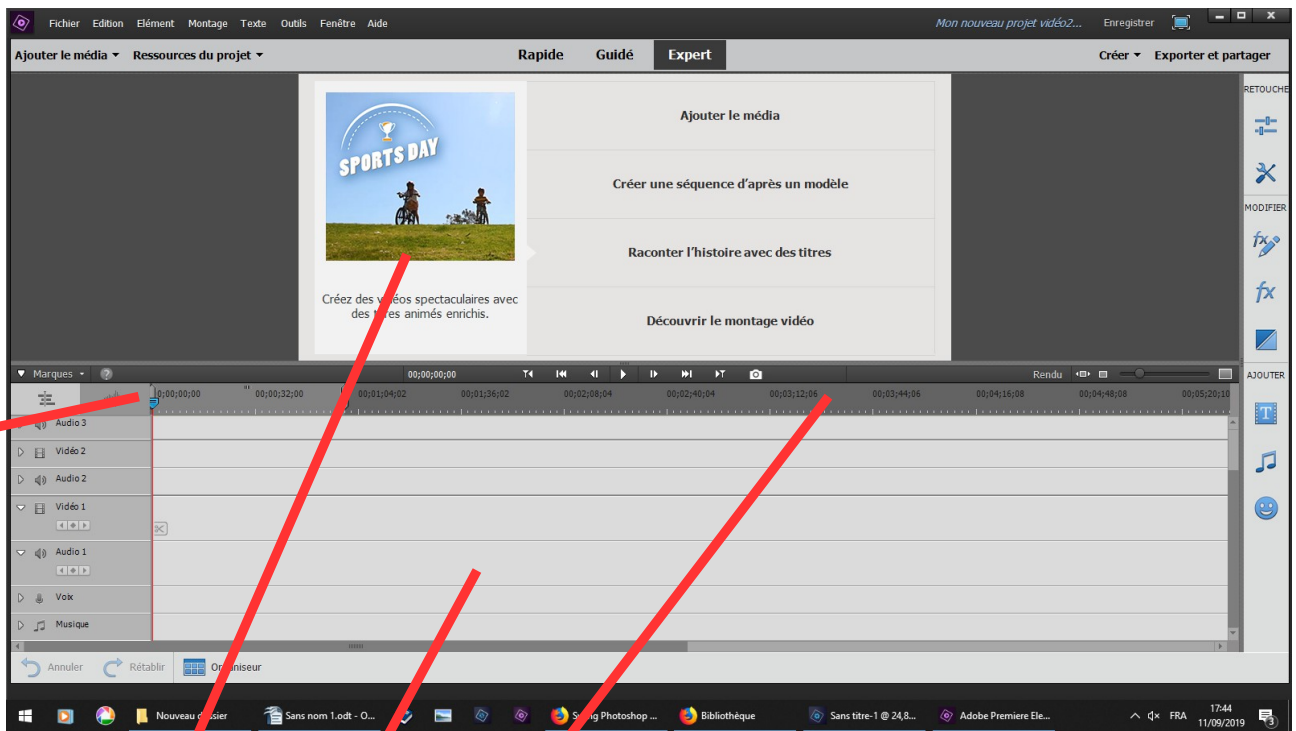 Fichier Edition Elément Montage Texte Outils Fenêtre Aide Mon nouveau projet vidéo2... Enregistrer
Ajouter le média Ressources du projet Rapide Guidé Expert Créer Exporter et partager
RETOUCHE
SPORTS DAY
Ajouter le média
Créer une séquence d'après un modèle
MODIFIER
Raconter l'histoire avec des titres
Créez des vidéos spectaculaires avec
des titres animés enrichis.
Découvrir le montage vidéo
Marques 00;00;00;00 Rendu
AJOUTER
0;00;00;00 00;00;32;00 00;01;04;02 00;01;36;02 00;02;08;04 00;02;40;04 00;03;12;06 00;03;44;06 00;04;16;08 00;04;48;08 00;05;20;10
Audio 3
Vidéo 2
Audio 2
Vidéo 1
Audio 1
Voix
Musique
Annuler Rétablir Organiseur
Nouveau dossier Sans nom 1.odt - O... Photoshop ... Bibliothèque Sans titre-1 @ 24,8... Adobe Premiere Ele... FRA 17:44
11/09/2019